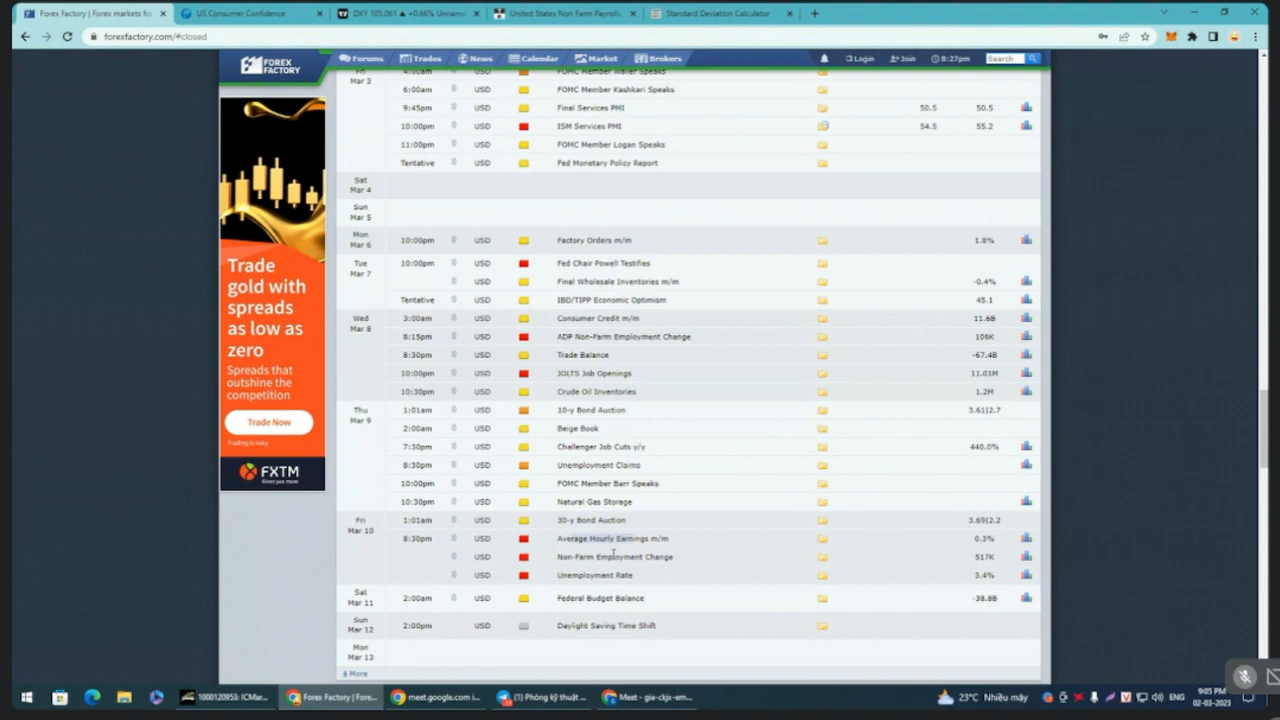 Forex Factory | Forex markets fo
US Consumer Confidence
DXY 105.061 ▲ +0.66% Unnam
United States Non Farm Payrolls
Standard Deviation Calculator
forexfactory.com/#closed
FOREX FACTORY
Forums Trades News Calendar Market Brokers
Login Join 8:27pm Search
Fri Mar 3 4:00am USD FOMC Member Waller Speaks
6:00am USD FOMC Member Kashkari Speaks
9:45pm USD Final Services PMI 50.5 50.5
10:00pm USD ISM Services PMI 54.5 55.2
11:00pm USD FOMC Member Logan Speaks
Tentative USD Fed Monetary Policy Report
Sat Mar 4
Sun Mar 5
Mon Mar 6 10:00pm USD Factory Orders m/m 1.8%
Tue Mar 7 10:00pm USD Fed Chair Powell Testifies
USD Final Wholesale Inventories m/m -0.4%
Tentative USD IBD/TIPP Economic Optimism 45.1
Wed Mar 8 3:00am USD Consumer Credit m/m 11.6B
8:15pm USD ADP Non-Farm Employment Change 106K
8:30pm USD Trade Balance -67.4B
10:00pm USD JOLTS Job Openings 11.01M
10:30pm USD Crude Oil Inventories 1.2M
Thu Mar 9 1:01am USD 10-y Bond Auction 3.61|2.7
2:00am USD Beige Book
7:30pm USD Challenger Job Cuts y/y 440.0%
8:30pm USD Unemployment Claims
10:00pm USD FOMC Member Barr Speaks
10:30pm USD Natural Gas Storage
Fri Mar 10 1:01am USD 30-y Bond Auction 3.69|2.2
8:30pm USD Average Hourly Earnings m/m 0.3%
USD Non-Farm Employment Change 517K
USD Unemployment Rate 3.4%
Sat Mar 11 2:00am USD Federal Budget Balance -38.8B
Sun Mar 12 2:00pm USD Daylight Saving Time Shift
Mon Mar 13
More
Trade
gold with
spreads
as low as
zero
Spreads that
outshine the
competition
Trade Now
Trading is risky
FXTM
Gives you more
1000120953: ICMar...
Forex Factory | Fore...
meet.google.com i...
(1) Phòng kỹ thuật ...
Meet - gia-ckjx-em...
23°C Nhiều mây
ENG
9:05 PM
02-03-2023